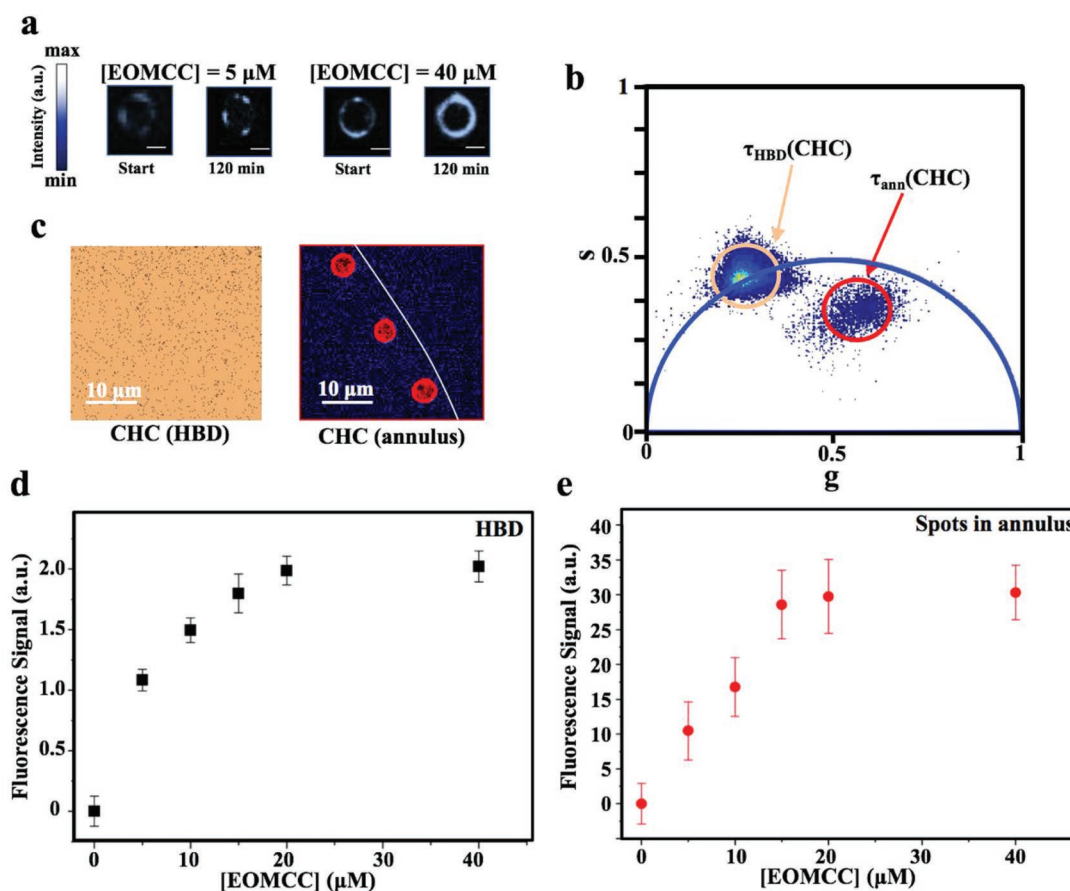 a
max
Intensity (a.u.)
min
[EOMCC] = 5 µM
[EOMCC] = 40 µM
Start
120 min
Start
120 min
b
1
0.5
0
S
τHBD(CHC)
τann(CHC)
0
0.5
1
g
c
10 µm
10 µm
CHC (HBD)
CHC (annulus)
d
HBD
Fluorescence Signal (a.u.)
2.0
1.5
1.0
0.5
0
0
10
20
30
40
[EOMCC] (µM)
e
Spots in annulus
Fluorescence Signal (a.u.)
40
35
30
25
20
15
10
5
0
0
10
20
30
40
[EOMCC] (µM)